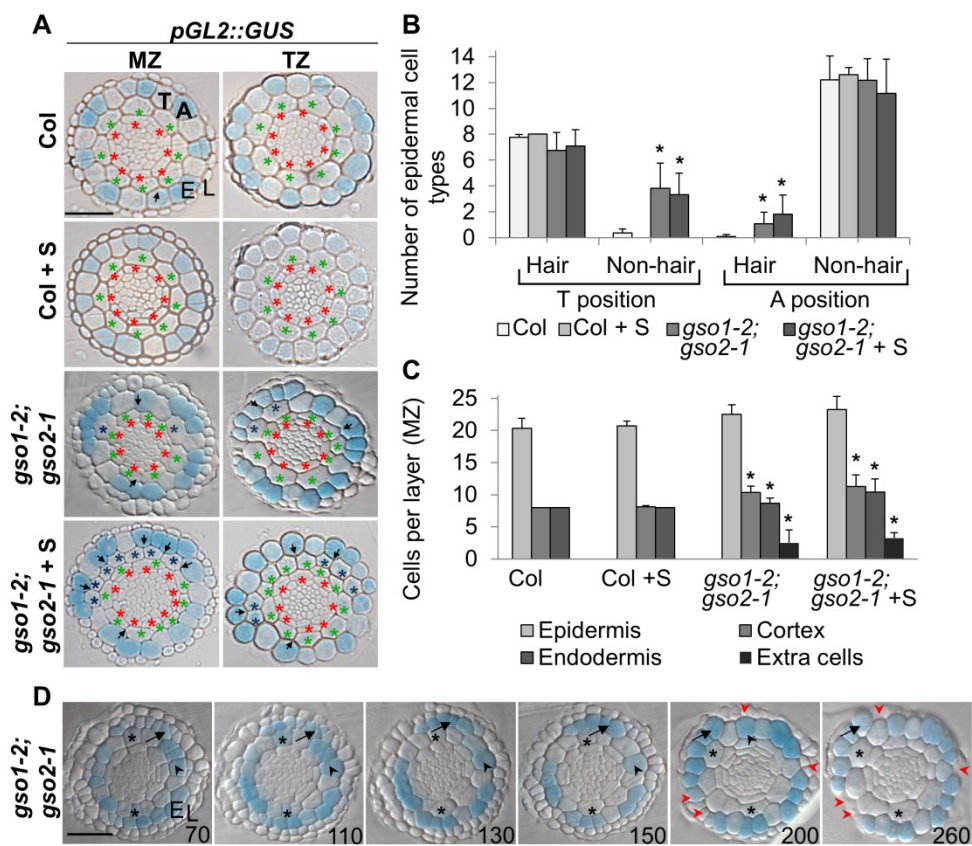 A
pGL2::GUS
MZ TZ
Col
T
A
E L
Col + S
gso1-2;
gso2-1
gso1-2;
gso2-1 + S
B
Number of epidermal cell
types
14
12
10
8
6
4
2
0
* * * *
Hair Non-hair Hair Non-hair
T position A position
Col Col + S gso1-2; gso2-1 gso1-2; gso2-1 + S
C
Cells per layer (MZ)
25
20
15
10
5
0
* * * * * *
Col Col +S gso1-2; gso2-1 gso1-2; gso2-1 +S
Epidermis Cortex
Endodermis Extra cells
D
gso1-2;
gso2-1
E L
70 110 130 150 200 260